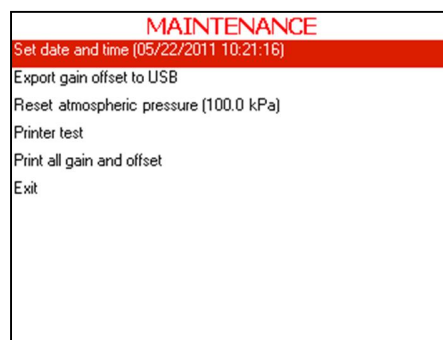 MAINTENANCE
Set date and time (05/22/2011 10:21:16)
Export gain offset to USB
Reset atmospheric pressure (100.0 kPa)
Printer test
Print all gain and offset
Exit